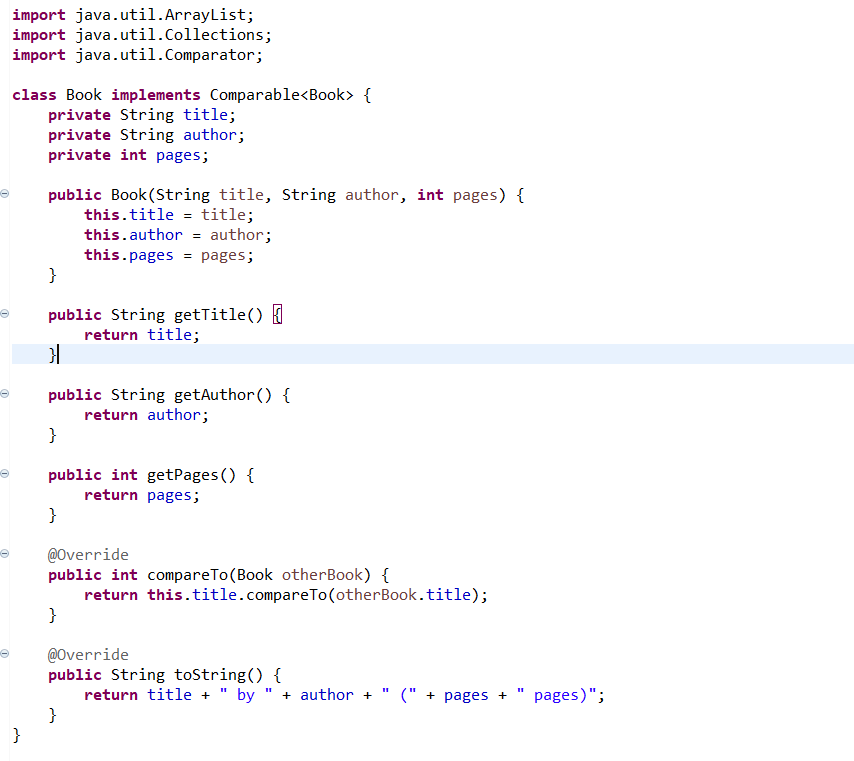 import java.util.ArrayList;
import java.util.Collections;
import java.util.Comparator;

class Book implements Comparable<Book> {
    private String title;
    private String author;
    private int pages;

    public Book(String title, String author, int pages) {
        this.title = title;
        this.author = author;
        this.pages = pages;
    }

    public String getTitle() {
        return title;
    }

    public String getAuthor() {
        return author;
    }

    public int getPages() {
        return pages;
    }

    @Override
    public int compareTo(Book otherBook) {
        return this.title.compareTo(otherBook.title);
    }

    @Override
    public String toString() {
        return title + " by " + author + " (" + pages + " pages)";
    }
}